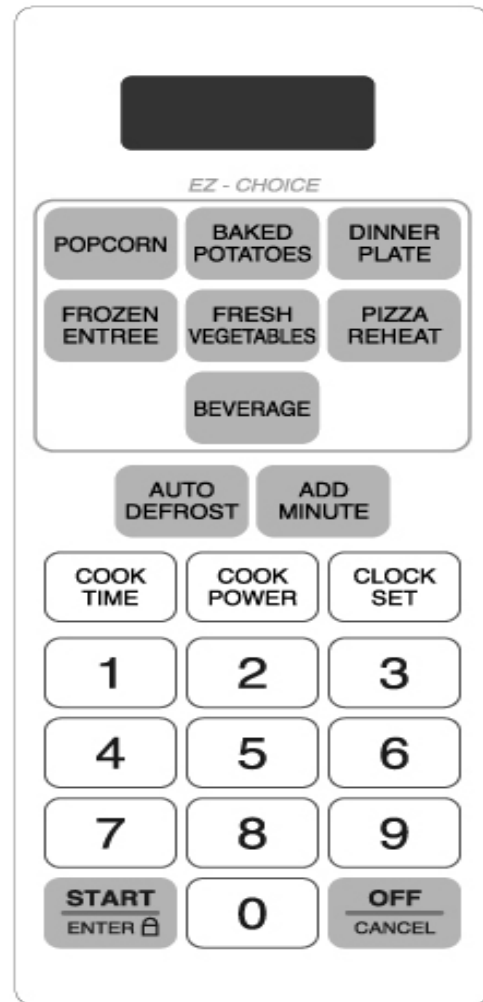 EZ - CHOICE
POPCORN
BAKED
POTATOES
DINNER
PLATE
FROZEN
ENTREE
FRESH
VEGETABLES
PIZZA
REHEAT
BEVERAGE
AUTO
DEFROST
ADD
MINUTE
COOK
TIME
COOK
POWER
CLOCK
SET
1
2
3
4
5
6
7
8
9
START
ENTER
0
OFF
CANCEL